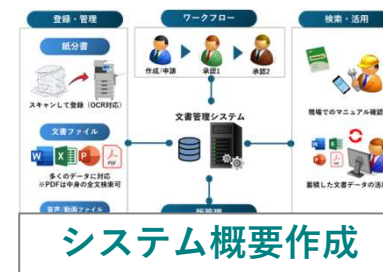 登録・管理
ワークフロー
検索・活用
紙分書
作成/申請
承認1
承認2
スキャンして登録（OCR対応）
文書管理システム
現場でのマニュアル確認
文書ファイル
W
X
P
PDF
多くのデータに対応
※PDFは中身の全文検索可
蓄積した文書データの活
音声/動画ファイル
版管理
システム概要作成